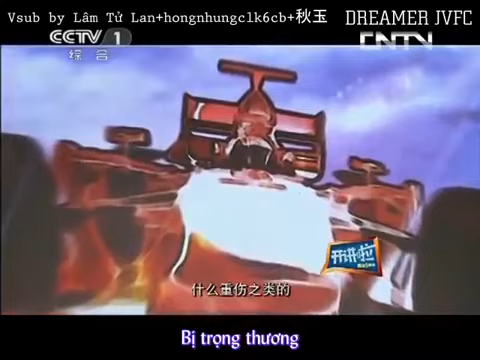 Vsub by Lâm Tử Lan+hongnhungclk6cb+秋玉 DREAMER JVFC
CCTV 1
CNTV
综合
开讲啦
什么重伤之类的
Bị trọng thương